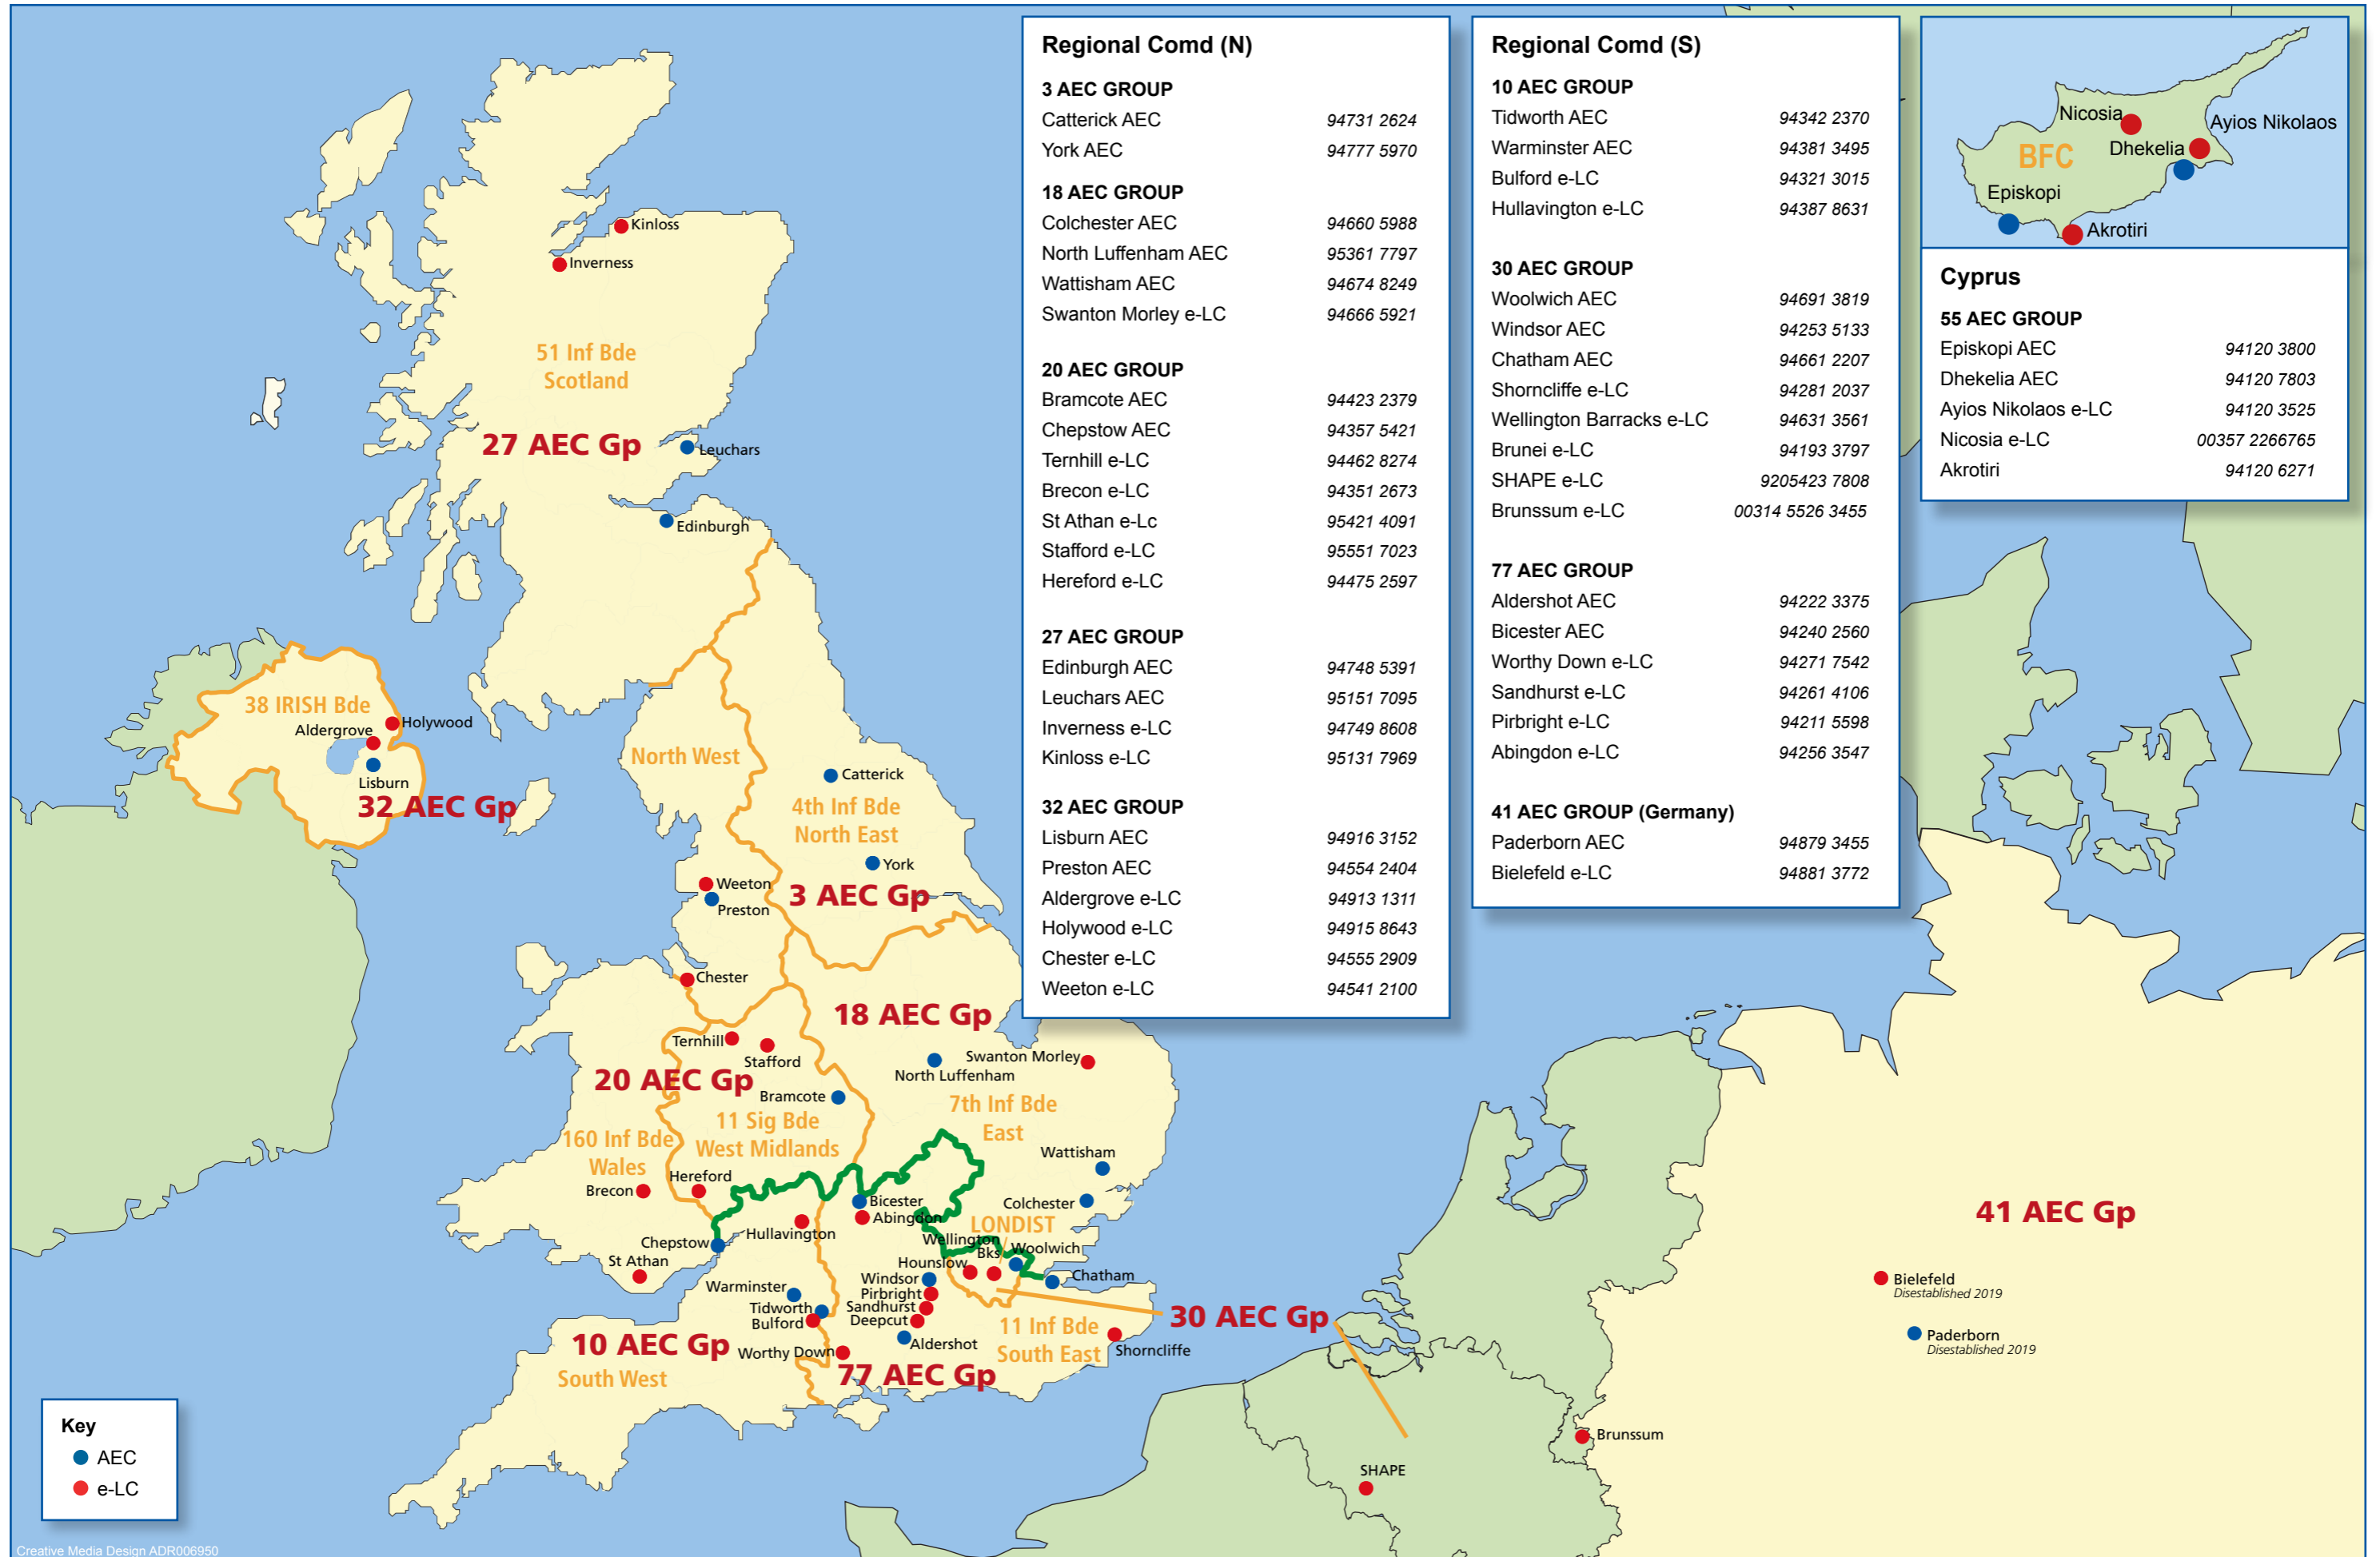 Regional Comd (N)
3 AEC GROUP
Catterick AEC 94731 2624
York AEC 94777 5970
18 AEC GROUP
Colchester AEC 94660 5988
North Luffenham AEC 95361 7797
Wattisham AEC 94674 8249
Swanton Morley e-LC 94666 5921
20 AEC GROUP
Bramcote AEC 94423 2379
Chepstow AEC 94357 5421
Ternhill e-LC 94462 8274
Brecon e-LC 94351 2673
St Athan e-Lc 95421 4091
Stafford e-LC 95551 7023
Hereford e-LC 94475 2597
27 AEC GROUP
Edinburgh AEC 94748 5391
Leuchars AEC 95151 7095
Inverness e-LC 94749 8608
Kinloss e-LC 95131 7969
32 AEC GROUP
Lisburn AEC 94916 3152
Preston AEC 94554 2404
Aldergrove e-LC 94913 1311
Holywood e-LC 94915 8643
Chester e-LC 94555 2909
Weeton e-LC 94541 2100
Regional Comd (S)
10 AEC GROUP
Tidworth AEC 94342 2370
Warminster AEC 94381 3495
Bulford e-LC 94321 3015
Hullavington e-LC 94387 8631
30 AEC GROUP
Woolwich AEC 94691 3819
Windsor AEC 94253 5133
Chatham AEC 94661 2207
Shorncliffe e-LC 94281 2037
Wellington Barracks e-LC 94631 3561
Brunei e-LC 94193 3797
SHAPE e-LC 9205423 7808
Brunssum e-LC 00314 5526 3455
77 AEC GROUP
Aldershot AEC 94222 3375
Bicester AEC 94240 2560
Worthy Down e-LC 94271 7542
Sandhurst e-LC 94261 4106
Pirbright e-LC 94211 5598
Abingdon e-LC 94256 3547
41 AEC GROUP (Germany)
Paderborn AEC 94879 3455
Bielefeld e-LC 94881 3772
Nicosia
Ayios Nikolaos
BFC
Dhekelia
Episkopi
Akrotiri
Cyprus
55 AEC GROUP
Episkopi AEC 94120 3800
Dhekelia AEC 94120 7803
Ayios Nikolaos e-LC 94120 3525
Nicosia e-LC 00357 2266765
Akrotiri 94120 6271
Kinloss
Inverness
51 Inf Bde
Scotland
27 AEC Gp
Leuchars
Edinburgh
38 IRISH Bde
Holywood
Aldergrove
Lisburn
32 AEC Gp
North West
Catterick
4th Inf Bde
North East
York
3 AEC Gp
Weeton
Preston
Chester
18 AEC Gp
Ternhill
Stafford
Swanton Morley
North Luffenham
20 AEC Gp
Bramcote
7th Inf Bde
East
11 Sig Bde
West Midlands
160 Inf Bde
Wales
Wattisham
Hereford
Brecon
Bicester
Colchester
Abingdon
LONDIST
Hullavington
Wellington
Bks
Woolwich
Chepstow
St Athan
Hounslow
Chatham
Windsor
Warminster
Pirbright
Tidworth
Sandhurst
Bulford
Deepcut
30 AEC Gp
11 Inf Bde
South East
Aldershot
10 AEC Gp
Worthy Down
Shorncliffe
77 AEC Gp
South West
41 AEC Gp
Bielefeld
Disestablished 2019
Paderborn
Disestablished 2019
Brunssum
SHAPE
Key
AEC
e-LC
Creative Media Design ADR006950